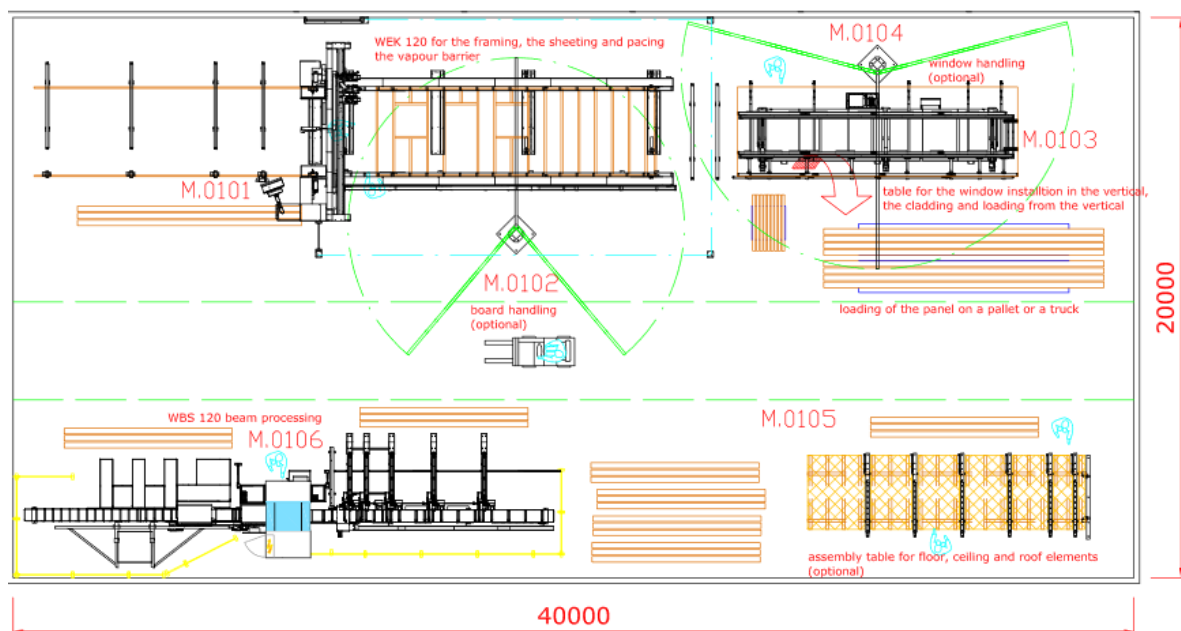 M.0104
WEK 120 for the framing, the sheeting and pacing
the vapour barrier
window handling
(optional)
M.0103
M.0101
table for the window installtion in the vertical,
the cladding and loading from the vertical
M.0102
board handling
(optional)
loading of the panel on a pallet or a truck
20000
WBS 120 beam processing
M.0106
M.0105
assembly table for floor, ceiling and roof elements
(optional)
40000